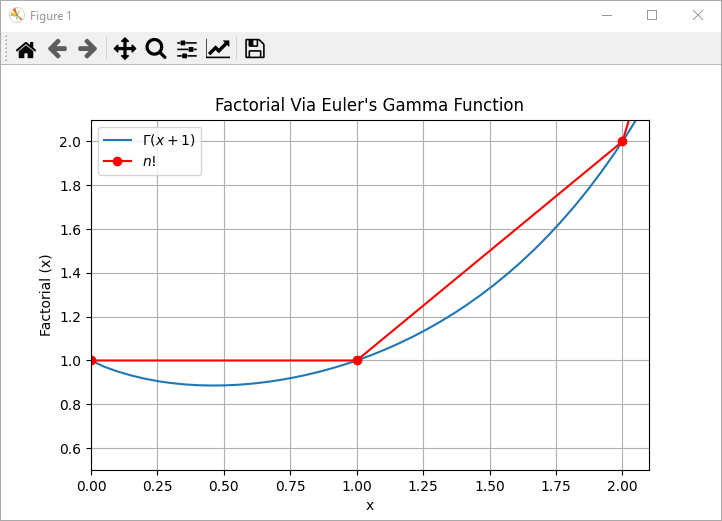 Figure 1
Factorial Via Euler's Gamma Function
Γ(x + 1)
n!
2.0
1.8
1.6
1.4
1.2
1.0
0.8
0.6
Factorial (x)
0.00 0.25 0.50 0.75 1.00 1.25 1.50 1.75 2.00
x